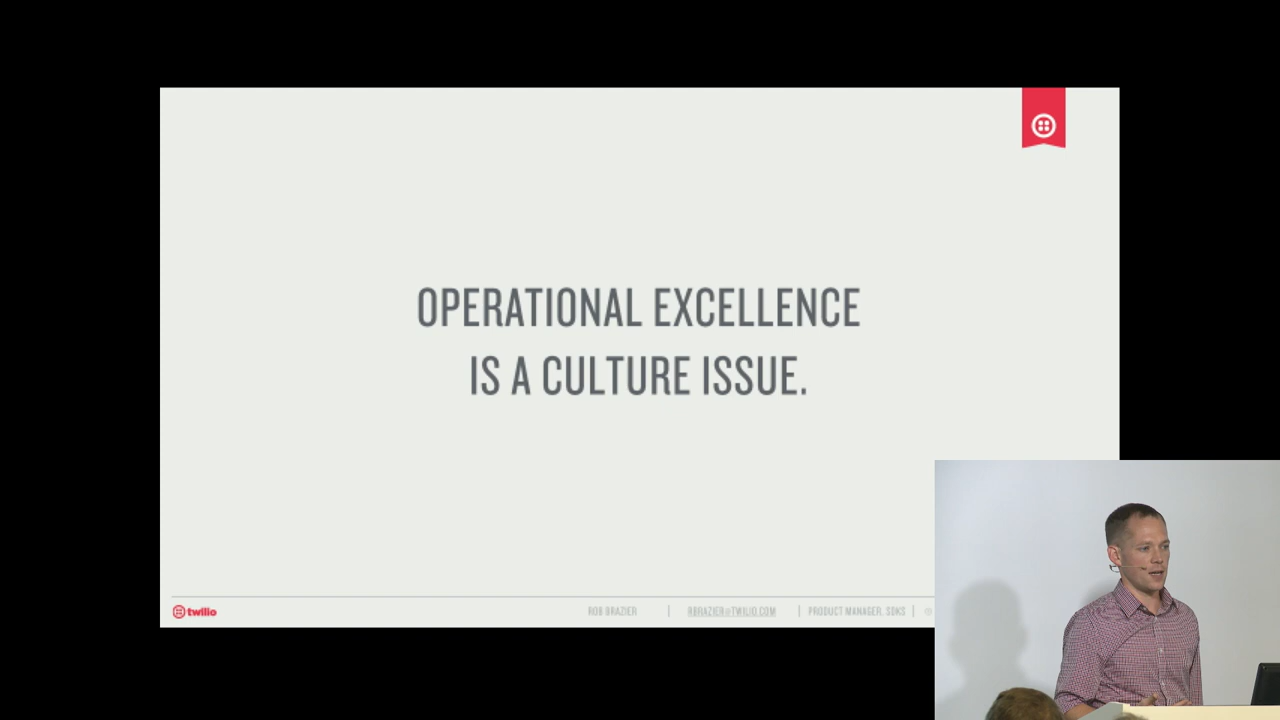 OPERATIONAL EXCELLENCE
IS A CULTURE ISSUE.
twilio
ROB BRAZIER | RBRAZIER@TWILIO.COM | PRODUCT MANAGER, SDKS |